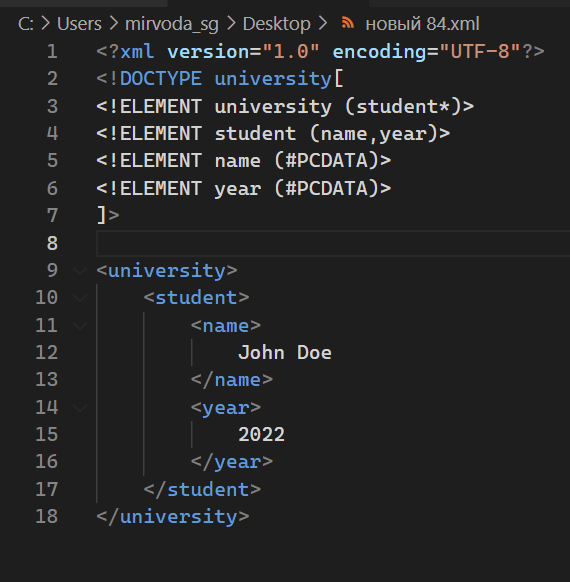 C: > Users > mirvoda_sg > Desktop > новый 84.xml
1 <?xml version="1.0" encoding="UTF-8"?>
2 <!DOCTYPE university[
3 <!ELEMENT university (student*)>
4 <!ELEMENT student (name,year)>
5 <!ELEMENT name (#PCDATA)>
6 <!ELEMENT year (#PCDATA)>
7 ]>
8
9 <university>
10     <student>
11         <name>
12             John Doe
13         </name>
14         <year>
15             2022
16         </year>
17     </student>
18 </university>